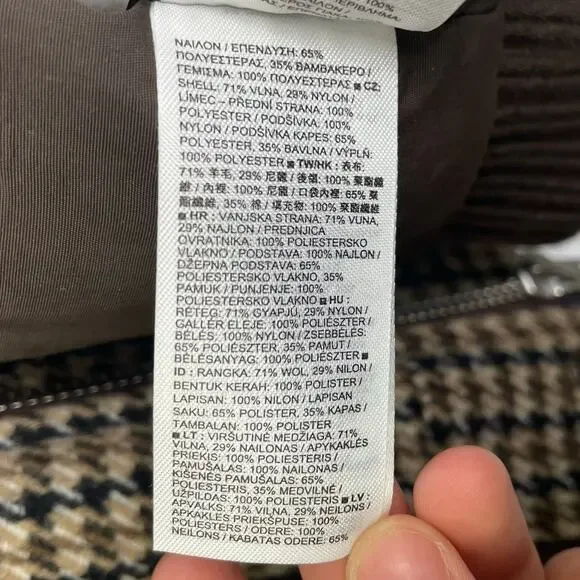 100%
ΝΑΙΛΟΝ / ΕΠΕΝΔΥΣΗ: 65%
ΠΟΛΥΕΣΤΕΡΑΣ, 35% ΒΑΜΒΑΚΕΡΟ /
ΓΕΜΙΣΜΑ: 100% ΠΟΛΥΕΣΤΕΡΑΣ ■ CZ:
SHELL: 71% VLNA, 29% NYLON /
LÍMEC – PŘEDNÍ STRANA: 100%
POLYESTER / PODŠÍVKA: 100%
NYLON / PODŠÍVKA KAPES: 65%
POLYESTER, 35% BAVLNA / VÝPLŇ:
100% POLYESTER ■ TW/HK : 表布:
71% 羊毛, 29% 尼龍 / 後領: 100% 聚酯纖
維 / 內裡: 100% 尼龍 / 口袋內裡: 65% 聚
酯纖維, 35% 棉 / 填充物: 100% 聚酯纖維
■ HR : VANJSKA STRANA: 71% VUNA,
29% NAJLON / PREDNJICA
OVRATNIKA: 100% POLIESTERSKO
VLAKNO / PODSTAVA: 100% NAJLON /
DŽEPNA PODSTAVA: 65%
POLIESTERSKO VLAKNO, 35%
PAMUK / PUNJENJE: 100%
POLIESTERSKO VLAKNO ■ HU :
RÉTEG: 71% GYAPJÚ, 29% NYLON /
GALLÉR ELEJE: 100% POLIÉSZTER /
BÉLÉS: 100% NYLON / ZSEBBÉLÉS:
65% POLIÉSZTER, 35% PAMUT /
BÉLÉSANYAG: 100% POLIÉSZTER ■
ID : RANGKA: 71% WOL, 29% NILON /
BENTUK KERAH: 100% POLISTER /
LAPISAN: 100% NILON / LAPISAN
SAKU: 65% POLISTER, 35% KAPAS /
TAMBALAN: 100% POLISTER
■ LT : VIRŠUTINĖ MEDŽIAGA: 71%
VILNA, 29% NAILONAS / APYKAKLĖS
PRIEKIS: 100% POLIESTERIS /
PAMUŠALAS: 100% NAILONAS /
KIŠENĖS PAMUŠALAS: 65%
POLIESTERIS, 35% MEDVILNĖ /
UŽPILDAS: 100% POLIESTERIS ■ LV :
APVALKS: 71% VILNA, 29% NEILONS /
APKAKLES PRIEKŠPUSE: 100%
POLIESTERS / ODERE: 100%
NEILONS / KABATAS ODERE: 65%